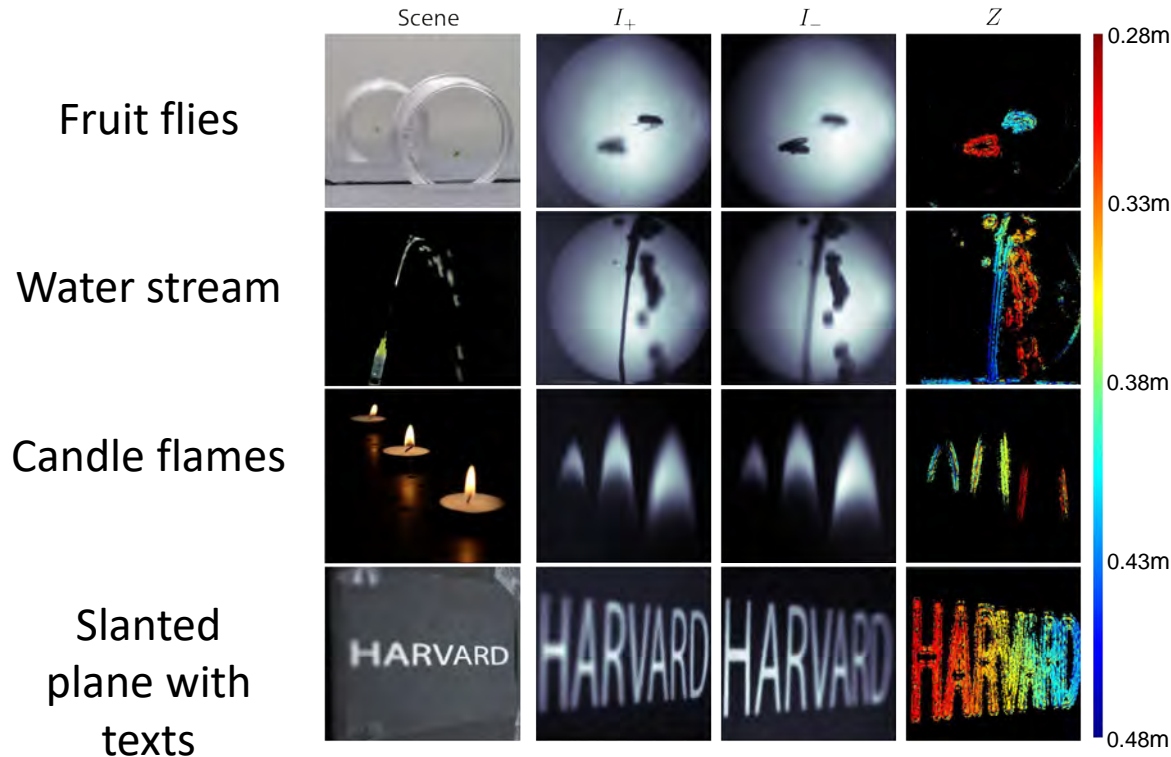 Scene
I₊
I₋
Z
0.28m
Fruit flies
0.33m
Water stream
0.38m
Candle flames
0.43m
Slanted
plane with
texts
HARVARD
HARVARD
HARVARD
HARVARD
0.48m